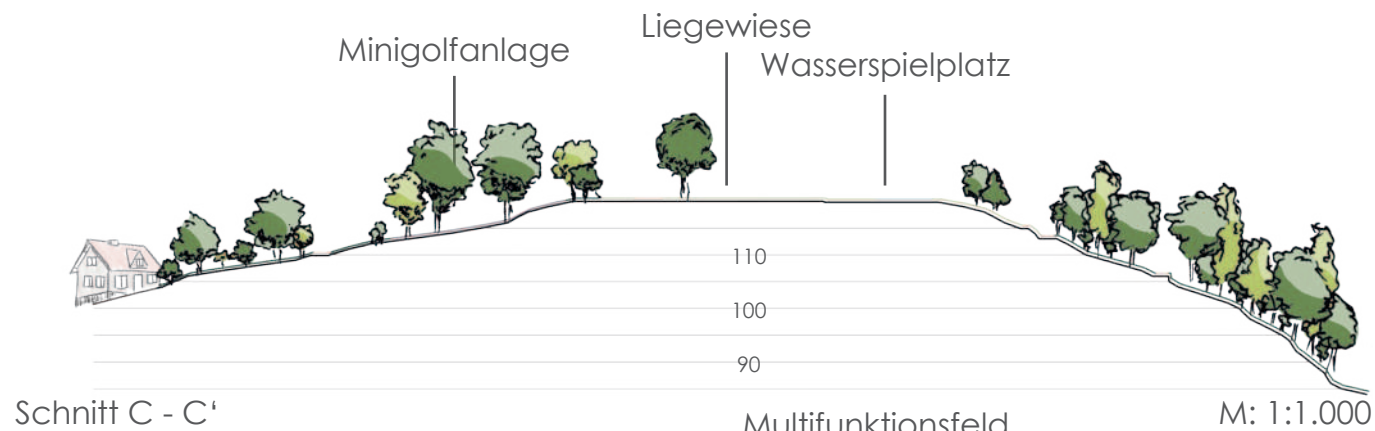 Liegewiese
Minigolfanlage
Wasserspielplatz
110
100
90
Schnitt C - C‘
M: 1:1.000
Multifunktionsfeld